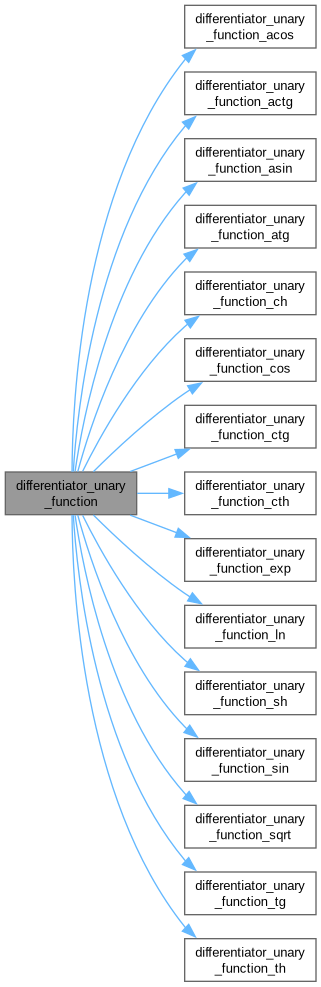 differentiator_unary
_function_acos
differentiator_unary
_function_actg
differentiator_unary
_function_asin
differentiator_unary
_function_atg
differentiator_unary
_function_ch
differentiator_unary
_function_cos
differentiator_unary
_function_ctg
differentiator_unary
_function
differentiator_unary
_function_cth
differentiator_unary
_function_exp
differentiator_unary
_function_ln
differentiator_unary
_function_sh
differentiator_unary
_function_sin
differentiator_unary
_function_sqrt
differentiator_unary
_function_tg
differentiator_unary
_function_th